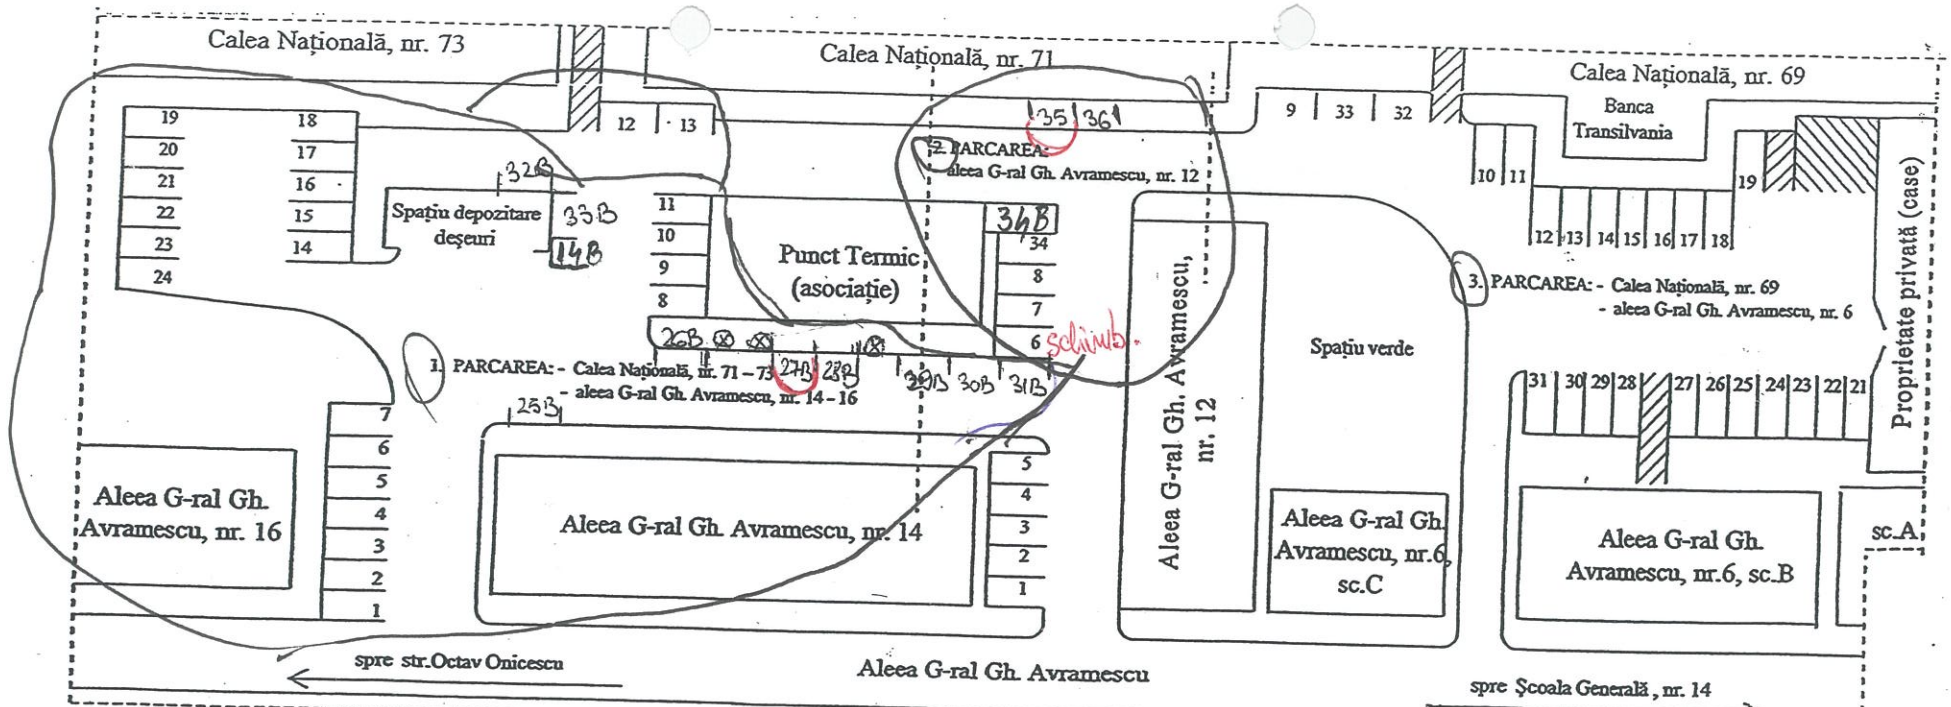 Calea Națională, nr. 73
Calea Națională, nr. 71
Calea Națională, nr. 69
Banca
Transilvania
19
20
21
22
23
24
18
17
16
15
14
12
13
35
36
9
33
32
10
11
19
12
13
14
15
16
17
18
2. PARCAREA:
aleea G-ral Gh. Avramescu, nr. 12
32B
33B
14B
Spațiu depozitare
deșeuri
11
10
9
8
Punct Termic
(asociație)
34B
34
8
7
6
schimb.
26B
27B
28B
29B
30B
31B
25B
1. PARCAREA: - Calea Națională, nr. 71 - 73
- aleea G-ral Gh. Avramescu, nr. 14 - 16
3. PARCAREA: - Calea Națională, nr. 69
- aleea G-ral Gh. Avramescu, nr. 6
Proprietate privată (case)
Spațiu verde
31
30
29
28
27
26
25
24
23
22
21
7
6
5
4
3
2
1
Aleea G-ral Gh.
Avramescu, nr. 16
Aleea G-ral Gh. Avramescu, nr. 14
5
4
3
2
1
Aleea G-ral Gh. Avramescu,
nr. 12
Aleea G-ral Gh.
Avramescu, nr.6,
sc.C
Aleea G-ral Gh.
Avramescu, nr.6, sc.B
sc.A
spre str.Octav Onicescu
Aleea G-ral Gh. Avramescu
spre Școala Generală , nr. 14